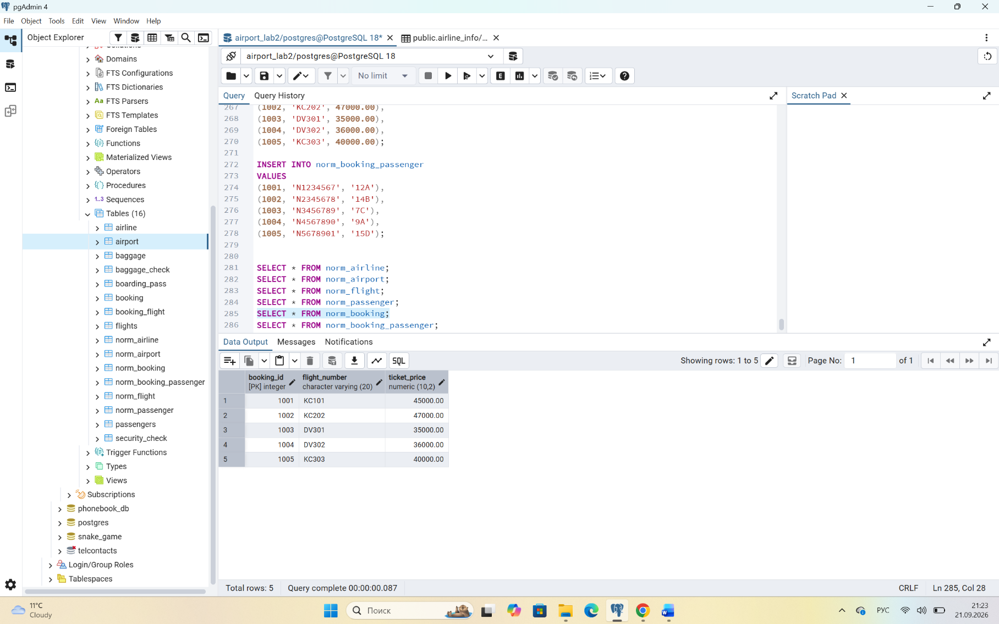 pgAdmin 4
File Object Tools Edit View Window Help
Object Explorer
Domains
FTS Configurations
FTS Dictionaries
Aa FTS Parsers
FTS Templates
Foreign Tables
Functions
Materialized Views
Operators
Procedures
1..3 Sequences
Tables (16)
airline
airport
baggage
baggage_check
boarding_pass
booking
booking_flight
flights
norm_airline
norm_airport
norm_booking
norm_booking_passenger
norm_flight
norm_passenger
passengers
security_check
Trigger Functions
Types
Views
Subscriptions
phonebook_db
postgres
snake_game
telcontacts
Login/Group Roles
Tablespaces
airport_lab2/postgres@PostgreSQL 18*
public.airline_info/...
airport_lab2/postgres@PostgreSQL 18
No limit
E
Query Query History
Scratch Pad
267 (1002, 'KC202', 47000.00),
268 (1003, 'DV301', 35000.00),
269 (1004, 'DV302', 36000.00),
270 (1005, 'KC303', 40000.00);
271
272 INSERT INTO norm_booking_passenger
273 VALUES
274 (1001, 'N1234567', '12A'),
275 (1002, 'N2345678', '14B'),
276 (1003, 'N3456789', '7C'),
277 (1004, 'N4567890', '9A'),
278 (1005, 'N5678901', '15D');
279
280
281 SELECT * FROM norm_airline;
282 SELECT * FROM norm_airport;
283 SELECT * FROM norm_flight;
284 SELECT * FROM norm_passenger;
285 SELECT * FROM norm_booking;
286 SELECT * FROM norm_booking_passenger;
Data Output Messages Notifications
SQL
Showing rows: 1 to 5
Page No: 1 of 1
booking_id flight_number ticket_price
[PK] integer character varying (20) numeric (10,2)
1 1001 KC101 45000.00
2 1002 KC202 47000.00
3 1003 DV301 35000.00
4 1004 DV302 36000.00
5 1005 KC303 40000.00
Total rows: 5 Query complete 00:00:00.087
CRLF Ln 285, Col 28
11°C
Cloudy
Поиск
РУС
21:23
21.09.2026